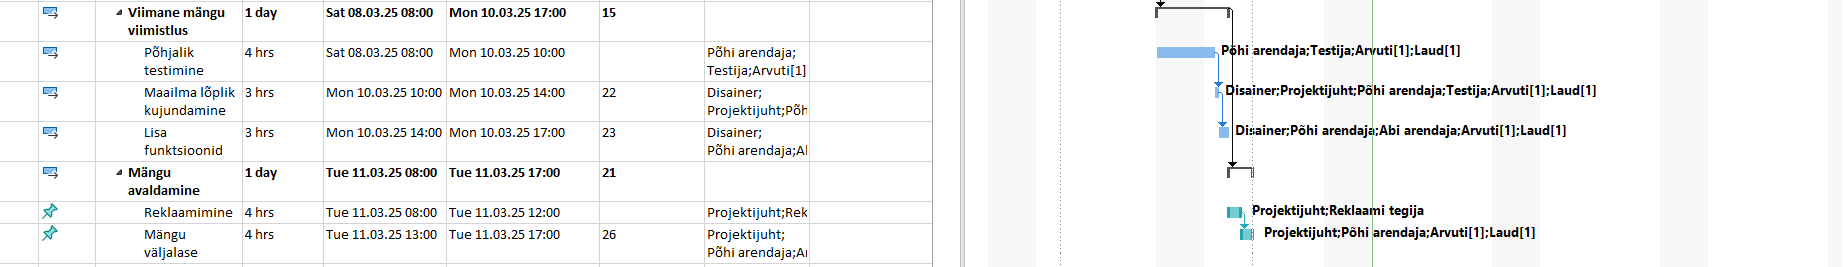 Viimane mängu 1 day Sat 08.03.25 08:00 Mon 10.03.25 17:00 15
viimistlus
Põhjalik 4 hrs Sat 08.03.25 08:00 Mon 10.03.25 10:00 Põhi arendaja; Põhi arendaja;Testija;Arvuti[1];Laud[1]
testimine Testija;Arvuti[1]
Maailma lõplik 3 hrs Mon 10.03.25 10:00 Mon 10.03.25 14:00 22 Disainer; Disainer;Projektijuht;Põhi arendaja;Testija;Arvuti[1];Laud[1]
kujundamine Projektijuht;Põh
Lisa 3 hrs Mon 10.03.25 14:00 Mon 10.03.25 17:00 23 Disainer; Disainer;Põhi arendaja;Abi arendaja;Arvuti[1];Laud[1]
funktsioonid Põhi arendaja;Al
Mängu 1 day Tue 11.03.25 08:00 Tue 11.03.25 17:00 21
avaldamine
Reklaamimine 4 hrs Tue 11.03.25 08:00 Tue 11.03.25 12:00 Projektijuht;Rek Projektijuht;Reklaami tegija
Mängu 4 hrs Tue 11.03.25 13:00 Tue 11.03.25 17:00 26 Projektijuht; Projektijuht;Põhi arendaja;Arvuti[1];Laud[1]
väljalase Põhi arendaja;A